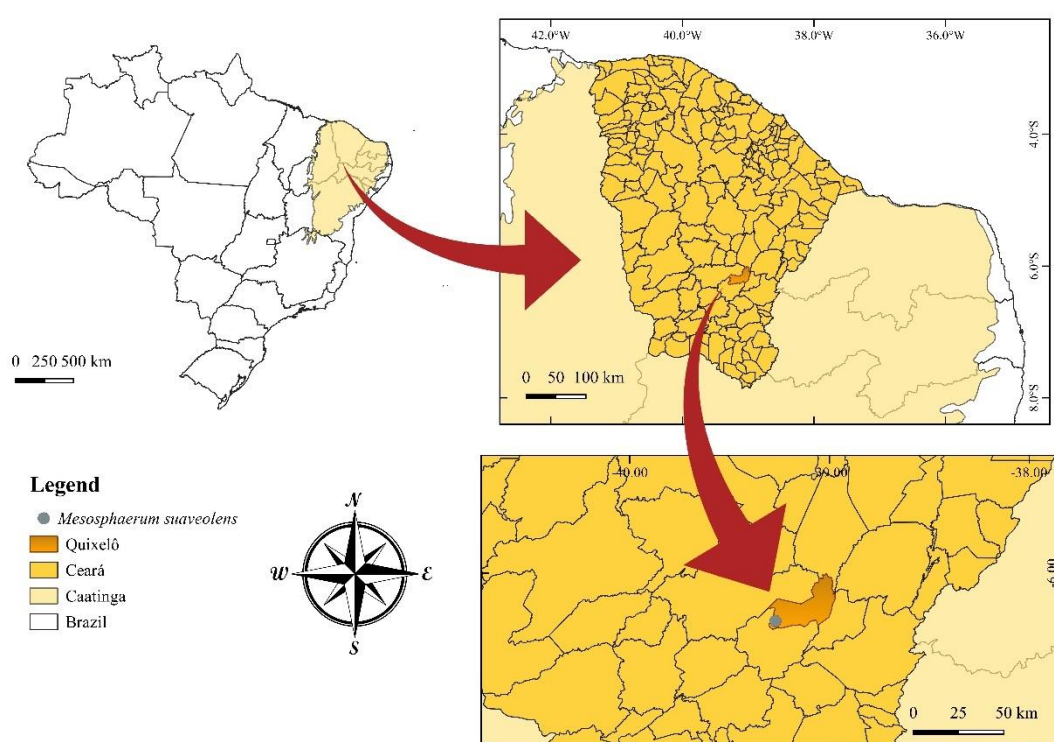 42.0°W 40.0°W 38.0°W 36.0°W
4.0°S
6.0°S
8.0°S
0 250 500 km
0 50 100 km
Legend
Mesosphaerum suaveolens
Quixelô
Ceará
Caatinga
Brazil
N
W E
S
-40.00 -39.00 -38.00
-6.00
0 25 50 km